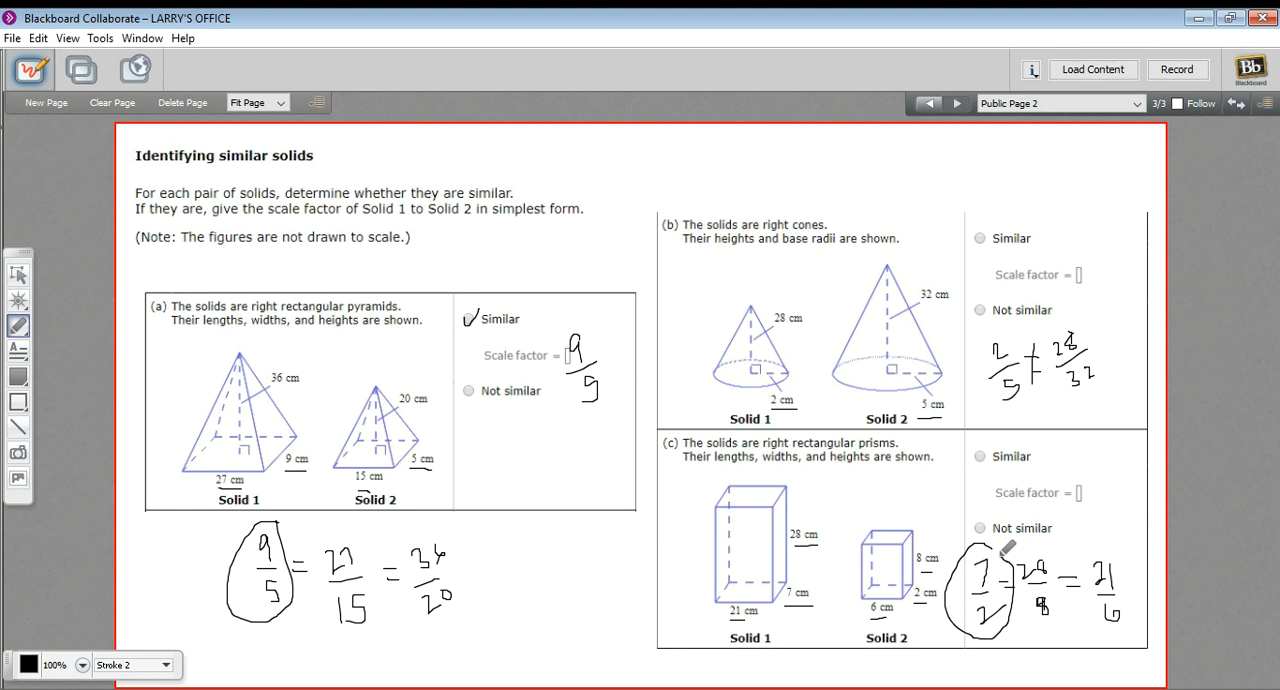 Blackboard Collaborate – LARRY'S OFFICE
File Edit View Tools Window Help
i Load Content Record Bb
Blackboard
New Page Clear Page Delete Page Fit Page Public Page 2 3/3 Follow
Identifying similar solids
For each pair of solids, determine whether they are similar.
If they are, give the scale factor of Solid 1 to Solid 2 in simplest form.
(Note: The figures are not drawn to scale.)
(a) The solids are right rectangular pyramids.
Their lengths, widths, and heights are shown.
36 cm
9 cm
27 cm
Solid 1
20 cm
5 cm
15 cm
Solid 2
Similar
Scale factor = 9/5
Not similar
9/5 = 27/15 = 36/20
(b) The solids are right cones.
Their heights and base radii are shown.
28 cm
2 cm
Solid 1
32 cm
5 cm
Solid 2
Similar
Scale factor =
Not similar
2/5 ≠ 28/32
(c) The solids are right rectangular prisms.
Their lengths, widths, and heights are shown.
28 cm
7 cm
21 cm
Solid 1
8 cm
2 cm
6 cm
Solid 2
Similar
Scale factor =
Not similar
7/2 = 28/8 = 21/6
100% Stroke 2